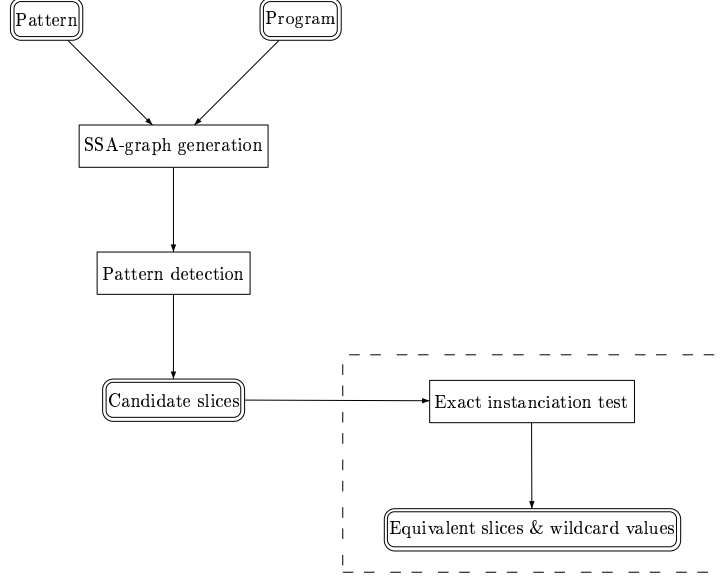 Pattern
Program
SSA-graph generation
Pattern detection
Candidate slices
Exact instanciation test
Equivalent slices & wildcard values